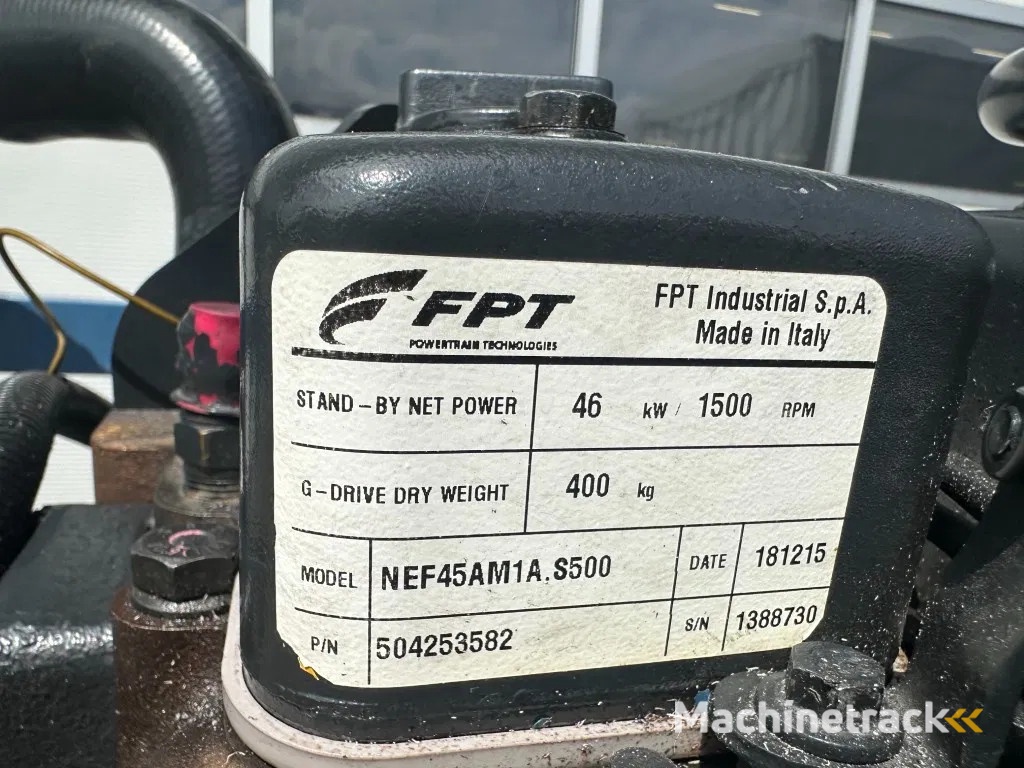 FPT
POWERTRAIN TECHNOLOGIES
FPT Industrial S.p.A.
Made in Italy
STAND-BY NET POWER 46 kW / 1500 RPM
G-DRIVE DRY WEIGHT 400 kg
MODEL NEF45AM1A.S500 DATE 181215
P/N 504253582 S/N 1388730
Machinetrack